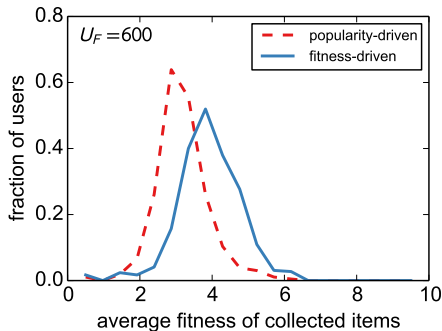 U_F=600
popularity-driven
fitness-driven
fraction of users
0.8
0.6
0.4
0.2
0.0
0
2
4
6
8
10
average fitness of collected items